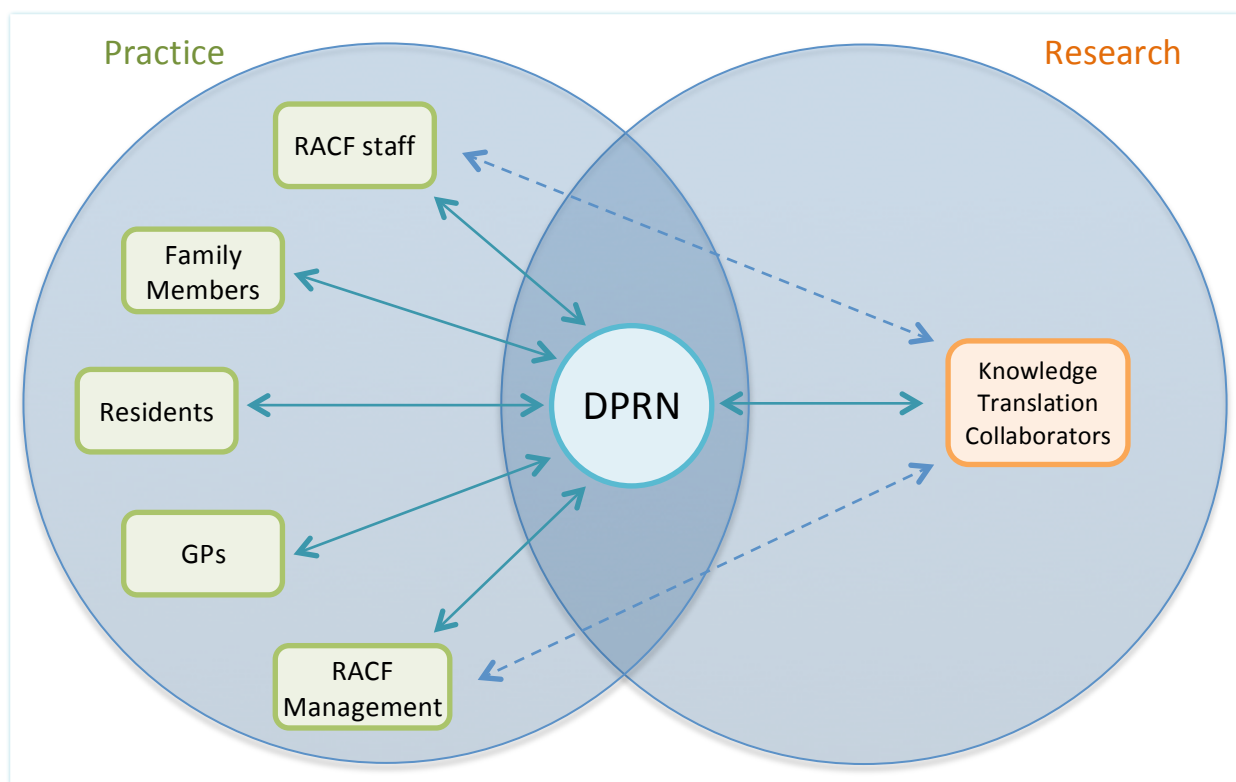 Practice
Research
RACF staff
Family
Members
Residents
GPs
RACF
Management
DPRN
Knowledge
Translation
Collaborators